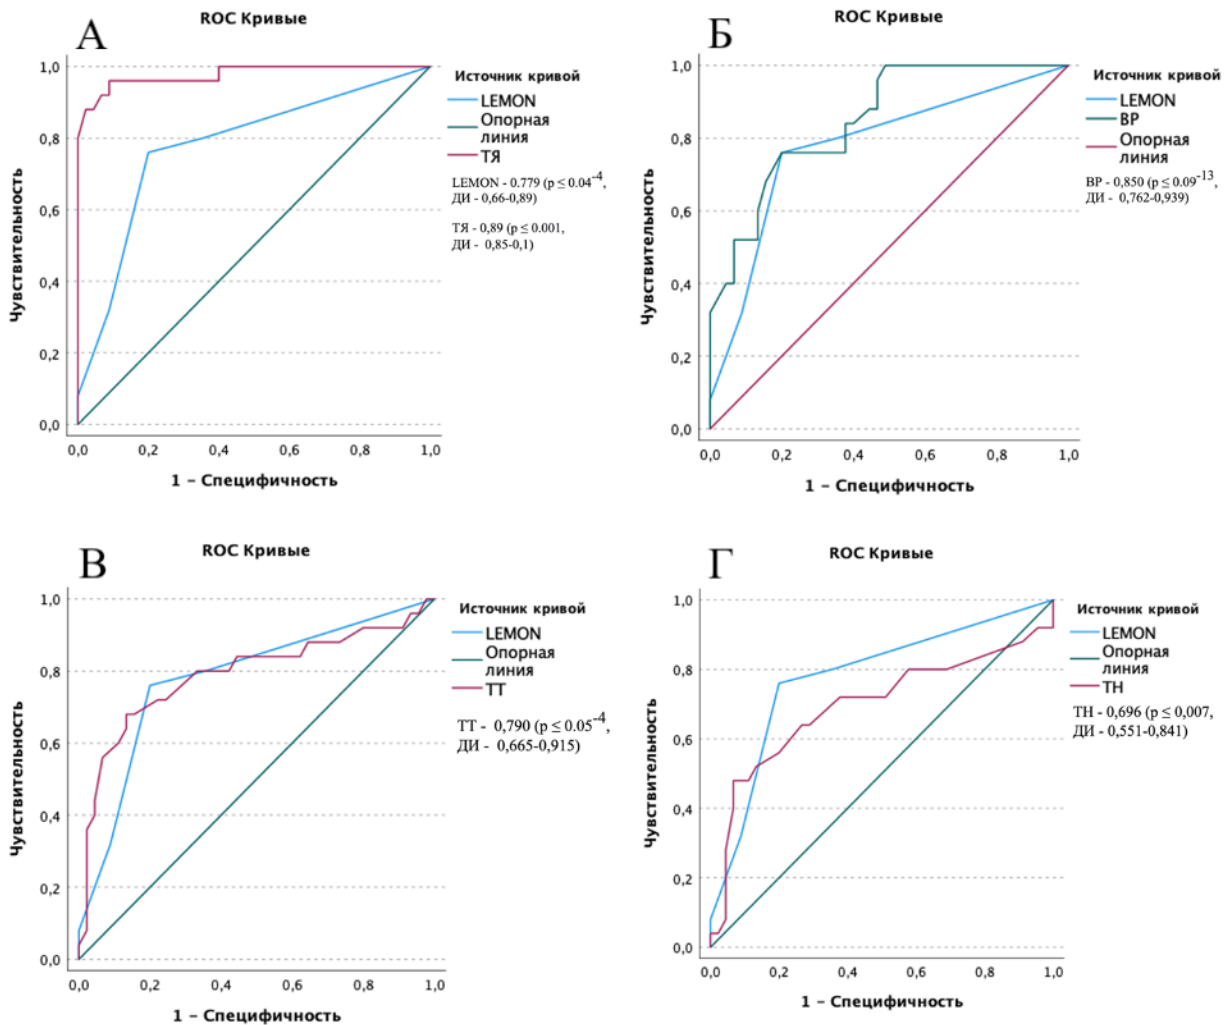 А
ROC Кривые
1,0
0,8
0,6
0,4
0,2
0,0
0,0 0,2 0,4 0,6 0,8 1,0
Чувствительность
1 – Специфичность
Источник кривой
LEMON
Опорная
линия
ТЯ
LEMON - 0.779 (p ≤ 0.04-4,
ДИ - 0,66-0,89)
ТЯ - 0,89 (p ≤ 0.001,
ДИ - 0,85-0,1)
Б
ROC Кривые
1,0
0,8
0,6
0,4
0,2
0,0
0,0 0,2 0,4 0,6 0,8 1,0
Чувствительность
1 – Специфичность
Источник кривой
LEMON
ВР
Опорная
линия
ВР - 0,850 (p ≤ 0.09-13,
ДИ - 0,762-0,939)
В
ROC Кривые
1,0
0,8
0,6
0,4
0,2
0,0
0,0 0,2 0,4 0,6 0,8 1,0
Чувствительность
1 – Специфичность
Источник кривой
LEMON
Опорная
линия
ТТ
ТТ - 0,790 (p ≤ 0.05-4,
ДИ - 0,665-0,915)
Г
ROC Кривые
1,0
0,8
0,6
0,4
0,2
0,0
0,0 0,2 0,4 0,6 0,8 1,0
Чувствительность
1 – Специфичность
Источник кривой
LEMON
Опорная
линия
ТН
ТН - 0,696 (p ≤ 0,007,
ДИ - 0,551-0,841)